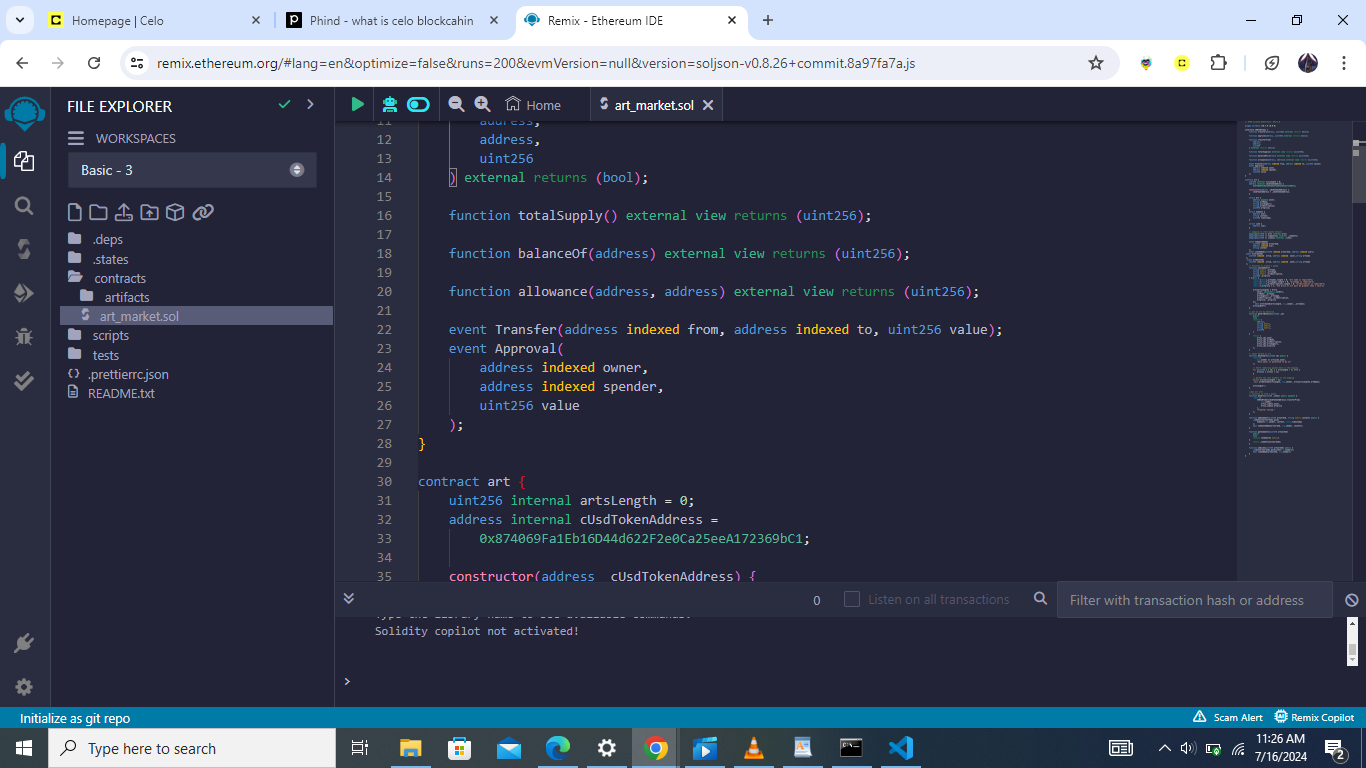 Homepage | Celo
Phind - what is celo blockcahin
Remix - Ethereum IDE
remix.ethereum.org/#lang=en&optimize=false&runs=200&evmVersion=null&version=soljson-v0.8.26+commit.8a97fa7a.js
FILE EXPLORER
WORKSPACES
Basic - 3
.deps
.states
contracts
artifacts
art_market.sol
scripts
tests
.prettierrc.json
README.txt
Home
art_market.sol
11 address,
12 address,
13 uint256
14 ) external returns (bool);
15
16 function totalSupply() external view returns (uint256);
17
18 function balanceOf(address) external view returns (uint256);
19
20 function allowance(address, address) external view returns (uint256);
21
22 event Transfer(address indexed from, address indexed to, uint256 value);
23 event Approval(
24 address indexed owner,
25 address indexed spender,
26 uint256 value
27 );
28 }
29
30 contract art {
31 uint256 internal artsLength = 0;
32 address internal cUsdTokenAddress =
33 0x874069Fa1Eb16D44d622F2e0Ca25eeA172369bC1;
34
35 constructor(address _cUsdTokenAddress) {
0
Listen on all transactions
Filter with transaction hash or address
Solidity copilot not activated!
>
Initialize as git repo
Scam Alert
Remix Copilot
Type here to search
11:26 AM
7/16/2024
2